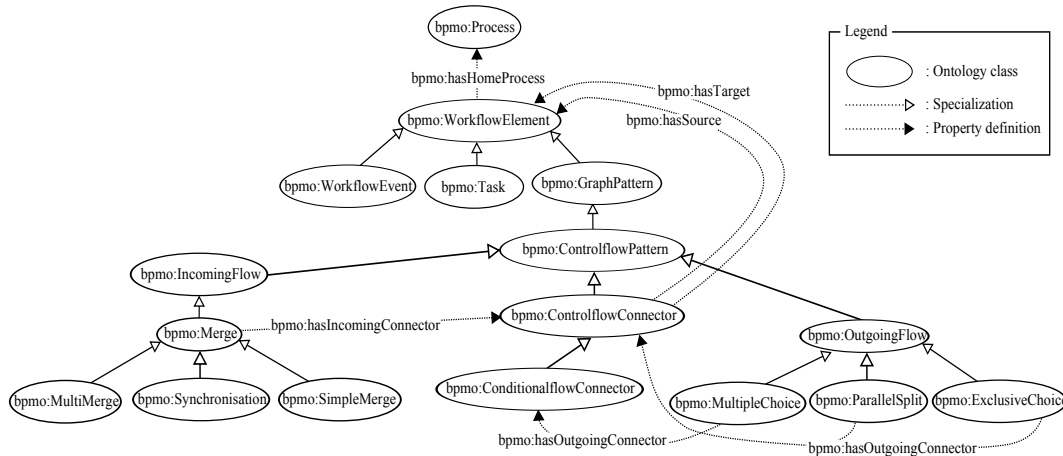 bpmo:Process
Legend
: Ontology class
: Specialization
: Property definition
bpmo:hasHomeProcess
bpmo:hasTarget
bpmo:hasSource
bpmo:WorkflowElement
bpmo:WorkflowEvent
bpmo:Task
bpmo:GraphPattern
bpmo:ControlflowPattern
bpmo:IncomingFlow
bpmo:Merge
bpmo:hasIncomingConnector
bpmo:ControlflowConnector
bpmo:OutgoingFlow
bpmo:MultiMerge
bpmo:Synchronisation
bpmo:SimpleMerge
bpmo:ConditionalflowConnector
bpmo:MultipleChoice
bpmo:ParallelSplit
bpmo:ExclusiveChoice
bpmo:hasOutgoingConnector
bpmo:hasOutgoingConnector